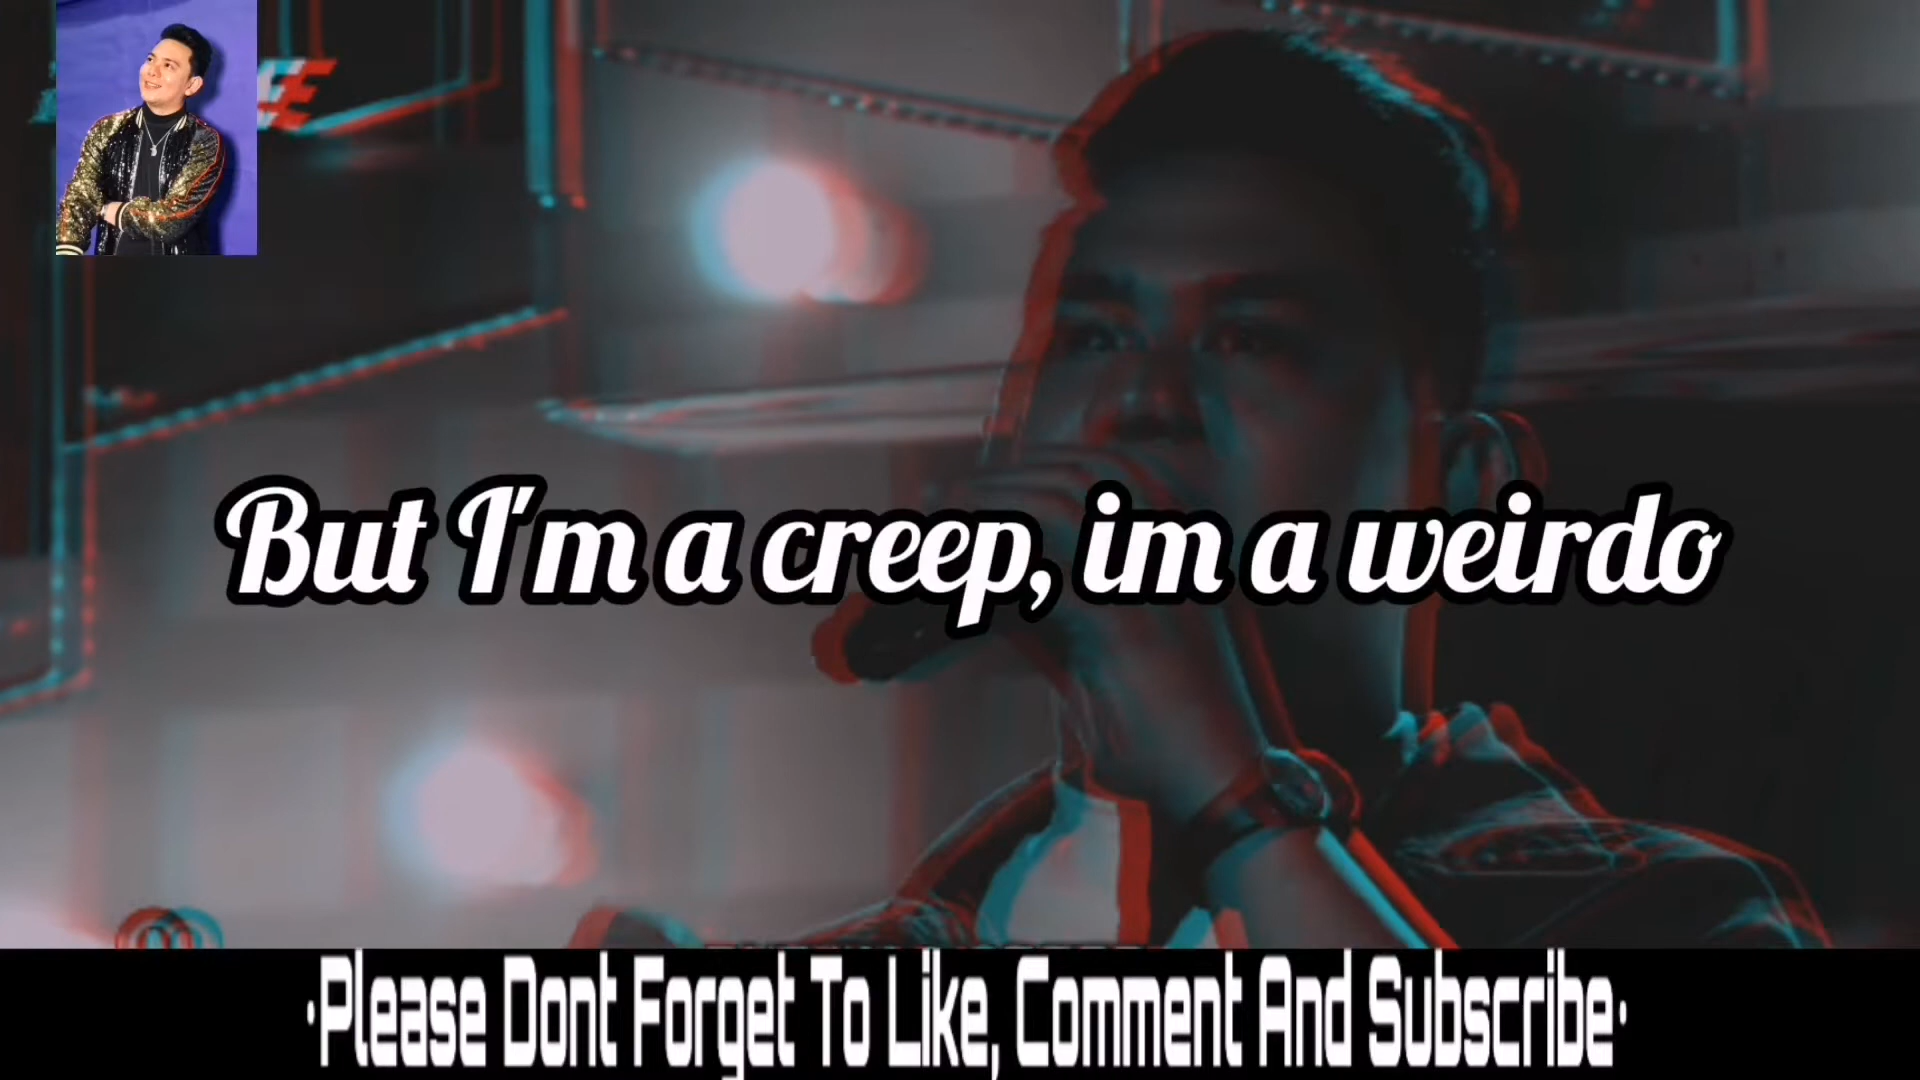 But I'm a creep, im a weirdo
·Please Dont Forget To Like, Comment And Subscribe·